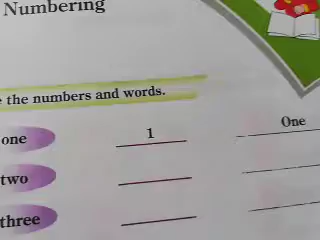 Numbering
the numbers and words.
one 1 One
two
three